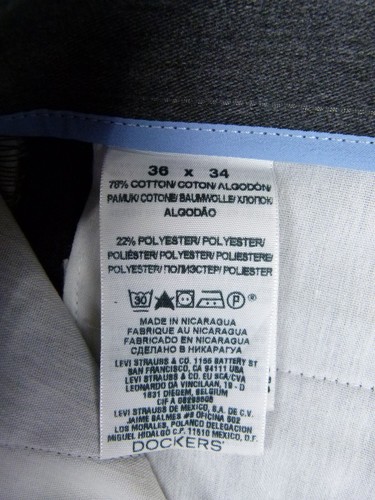 36 x 34
78% COTTON/ COTON/ ALGODÓN/
PAMUK/ COTONE/ BAUMWOLLE/ ХЛОПОК/
ALGODÃO
22% POLYESTER/ POLYESTER/
POLIÉSTER/ POLYESTER/ POLIESTERE/
POLYESTER/ ПОЛИЭСТЕР/ POLIESTER
30
P
MADE IN NICARAGUA
FABRIQUE AU NICARAGUA
FABRICADO EN NICARAGUA
СДЕЛАНО В НИКАРАГУА
LEVI STRAUSS & CO. 1155 BATTERY ST
SAN FRANCISCO, CA 94111 USA
LEVI STRAUSS & CO. EU SCA/CVA
LEONARDO DA VINCILAAN, 19 - D
1831 DIEGEM, BELGIUM
LEVI STRAUSS DE MEXICO, S.A. DE C.V.
JAIME BALMES #8 OFICINA 602
LOS MORALES, POLANCO DELEGACION
MIGUEL HIDALGO C.P. 11510 MEXICO, D.F.
DOCKERS®